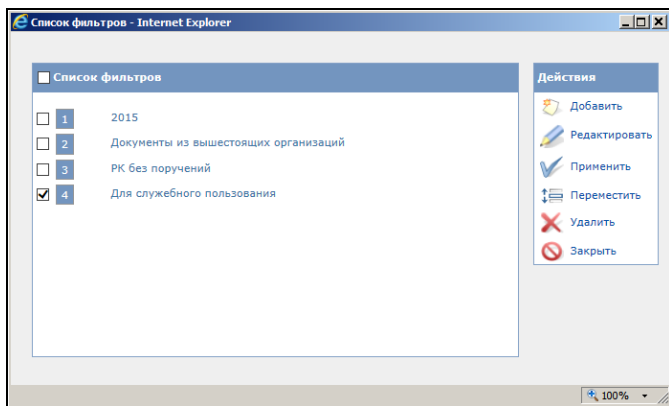 Список фильтров - Internet Explorer
Список фильтров
1 2015
2 Документы из вышестоящих организаций
3 РК без поручений
4 Для служебного пользования
Действия
Добавить
Редактировать
Применить
Переместить
Удалить
Закрыть
100%